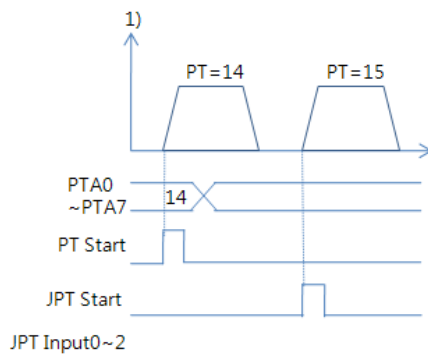 1)
PT=14 PT=15
PTA0
~PTA7
14
PT Start
JPT Start
JPT Input0~2